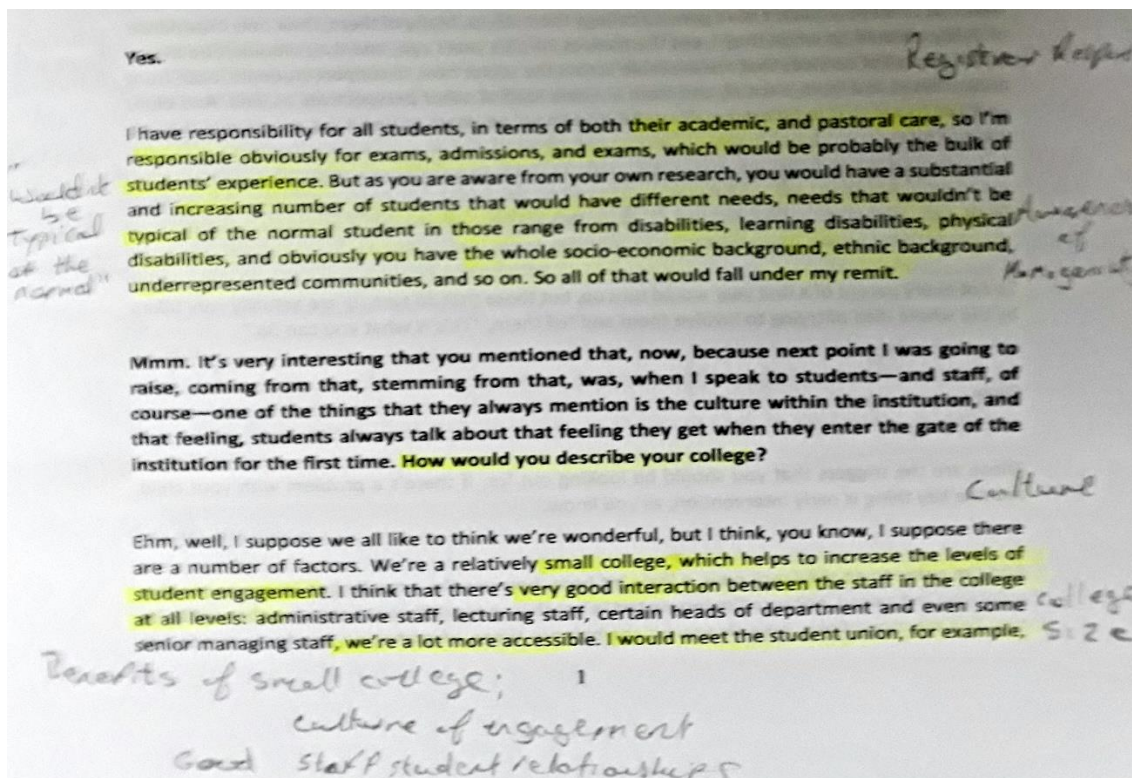 Yes.
Registrar Respon
I have responsibility for all students, in terms of both their academic, and pastoral care, so I'm
responsible obviously for exams, admissions, and exams, which would be probably the bulk of
students' experience. But as you are aware from your own research, you would have a substantial
and increasing number of students that would have different needs, needs that wouldn't be
typical of the normal student in those range from disabilities, learning disabilities, physical
disabilities, and obviously you have the whole socio-economic background, ethnic background,
underrepresented communities, and so on. So all of that would fall under my remit.
"
Wouldn't
be
typical
of the
normal"
of
Mmm. It's very interesting that you mentioned that, now, because next point I was going to
raise, coming from that, stemming from that, was, when I speak to students—and staff, of
course—one of the things that they always mention is the culture within the institution, and
that feeling, students always talk about that feeling they get when they enter the gate of the
institution for the first time. How would you describe your college?
Culture
Ehm, well, I suppose we all like to think we're wonderful, but I think, you know, I suppose there
are a number of factors. We're a relatively small college, which helps to increase the levels of
student engagement. I think that there's very good interaction between the staff in the college
at all levels: administrative staff, lecturing staff, certain heads of department and even some
senior managing staff, we're a lot more accessible. I would meet the student union, for example,
College
Size
Benefits of small college;
1
culture of engagement
Good staff student relationships